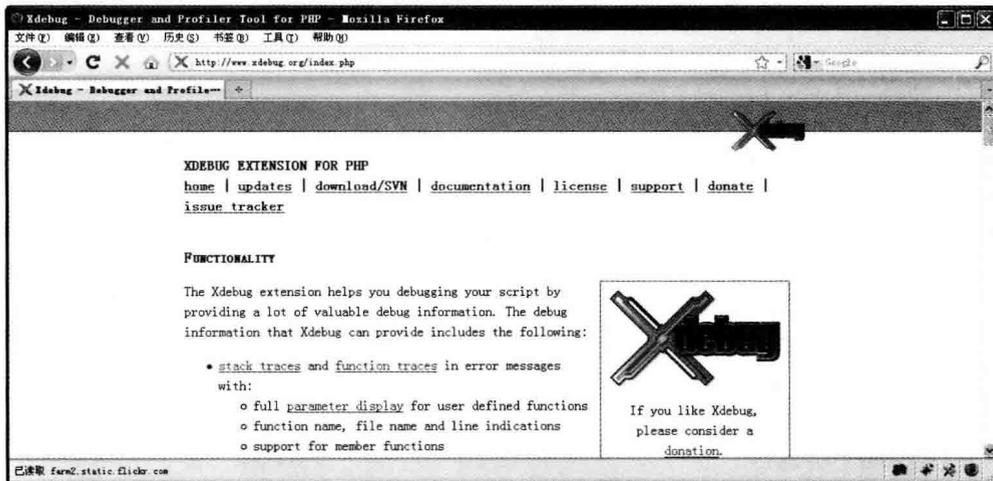 Xdebug - Debugger and Profiler Tool for PHP - Mozilla Firefox
文件(F) 编辑(E) 查看(V) 历史(S) 书签(B) 工具(T) 帮助(H)
http://www.xdebug.org/index.php
Google
Xdebug - Debugger and Profile…
xdebug
XDEBUG EXTENSION FOR PHP
home | updates | download/SVN | documentation | license | support | donate |
issue tracker
FUNCTIONALITY
The Xdebug extension helps you debugging your script by
providing a lot of valuable debug information. The debug
information that Xdebug can provide includes the following:
• stack traces and function traces in error messages
with:
o full parameter display for user defined functions
o function name, file name and line indications
o support for member functions
Xdebug
If you like Xdebug,
please consider a
donation.
已读取 farm2.static.flickr.com